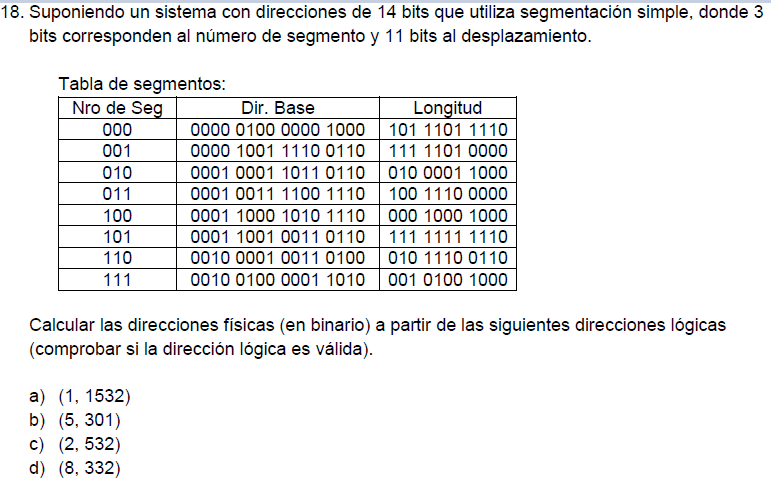 18. Suponiendo un sistema con direcciones de 14 bits que utiliza segmentación simple, donde 3
bits corresponden al número de segmento y 11 bits al desplazamiento.
Tabla de segmentos:
Nro de Seg Dir. Base Longitud
000 0000 0100 0000 1000 101 1101 1110
001 0000 1001 1110 0110 111 1101 0000
010 0001 0001 1011 0110 010 0001 1000
011 0001 0011 1100 1110 100 1110 0000
100 0001 1000 1010 1110 000 1000 1000
101 0001 1001 0011 0110 111 1111 1110
110 0010 0001 0011 0100 010 1110 0110
111 0010 0100 0001 1010 001 0100 1000
Calcular las direcciones físicas (en binario) a partir de las siguientes direcciones lógicas
(comprobar si la dirección lógica es válida).
a) (1, 1532)
b) (5, 301)
c) (2, 532)
d) (8, 332)